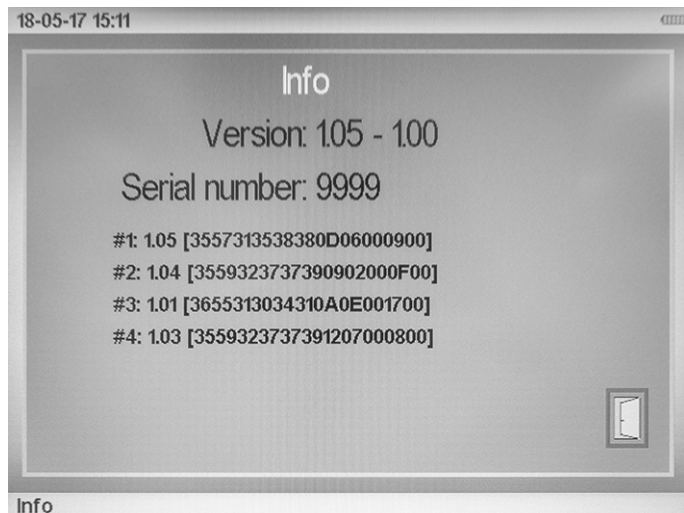 18-05-17 15:11
Info
Version: 1.05 - 1.00
Serial number: 9999
#1: 1.05 [3557313538380D06000900]
#2: 1.04 [3559323737390902000F00]
#3: 1.01 [3655313034310A0E001700]
#4: 1.03 [3559323737391207000800]
Info